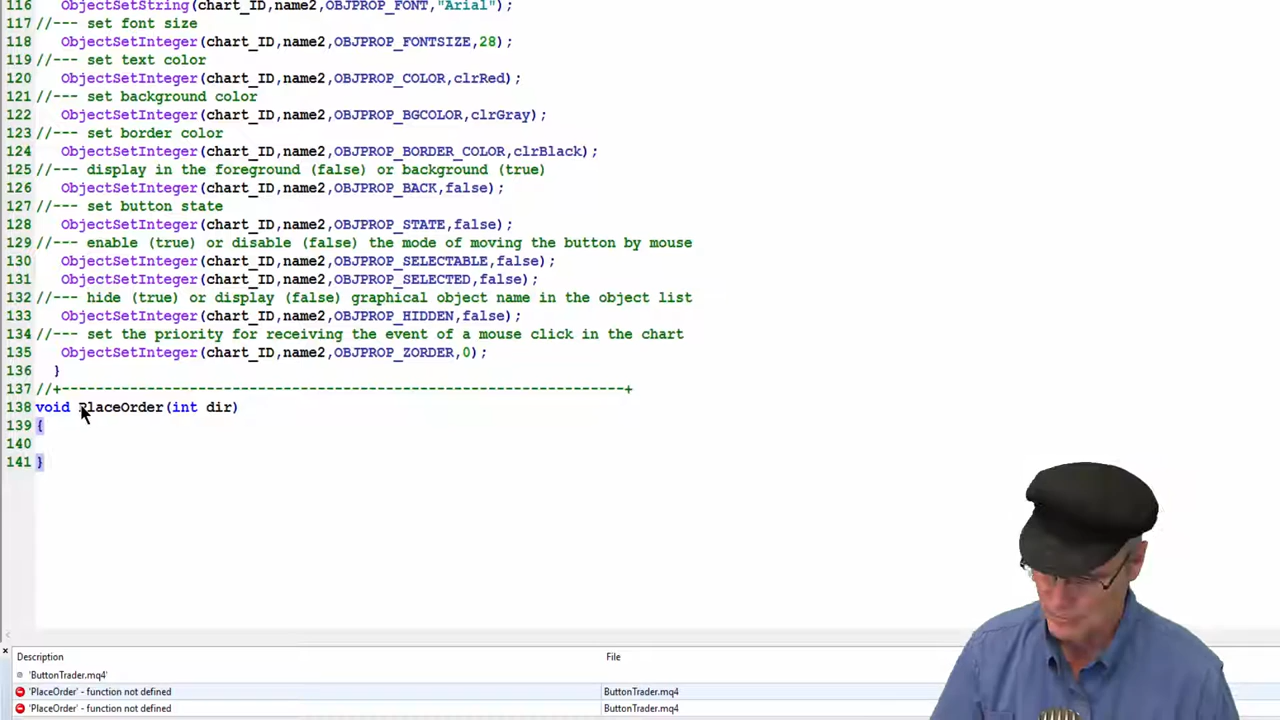 116 ObjectSetString(chart_ID,name2,OBJPROP_FONT,"Arial");
117 //--- set font size
118 ObjectSetInteger(chart_ID,name2,OBJPROP_FONTSIZE,28);
119 //--- set text color
120 ObjectSetInteger(chart_ID,name2,OBJPROP_COLOR,clrRed);
121 //--- set background color
122 ObjectSetInteger(chart_ID,name2,OBJPROP_BGCOLOR,clrGray);
123 //--- set border color
124 ObjectSetInteger(chart_ID,name2,OBJPROP_BORDER_COLOR,clrBlack);
125 //--- display in the foreground (false) or background (true)
126 ObjectSetInteger(chart_ID,name2,OBJPROP_BACK,false);
127 //--- set button state
128 ObjectSetInteger(chart_ID,name2,OBJPROP_STATE,false);
129 //--- enable (true) or disable (false) the mode of moving the button by mouse
130 ObjectSetInteger(chart_ID,name2,OBJPROP_SELECTABLE,false);
131 ObjectSetInteger(chart_ID,name2,OBJPROP_SELECTED,false);
132 //--- hide (true) or display (false) graphical object name in the object list
133 ObjectSetInteger(chart_ID,name2,OBJPROP_HIDDEN,false);
134 //--- set the priority for receiving the event of a mouse click in the chart
135 ObjectSetInteger(chart_ID,name2,OBJPROP_ZORDER,0);
136 }
137 //+------------------------------------------------------------------+
138 void PlaceOrder(int dir)
139 {
140
141 }
Description File
'ButtonTrader.mq4'
'PlaceOrder' - function not defined ButtonTrader.mq4
'PlaceOrder' - function not defined ButtonTrader.mq4